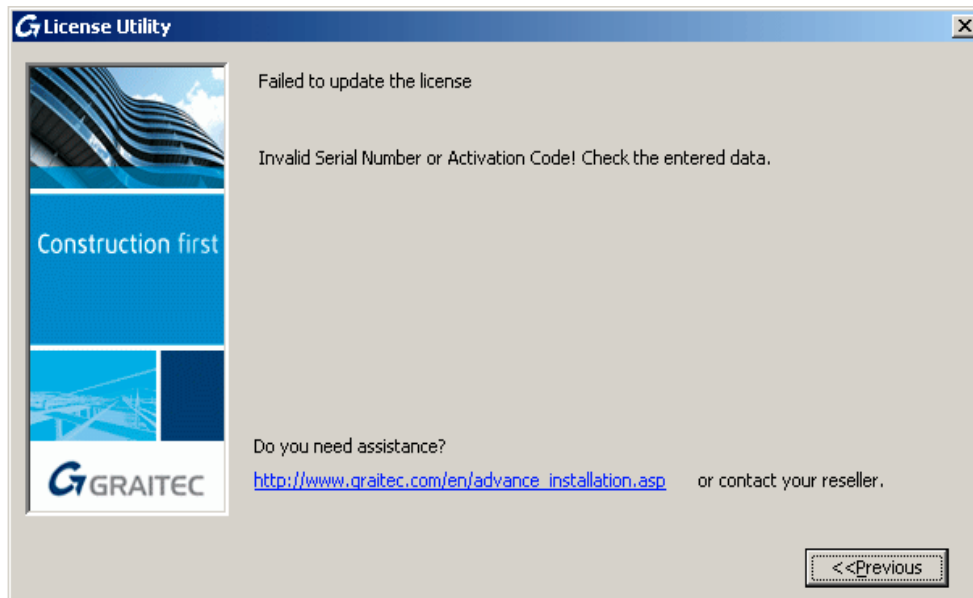 License Utility
Failed to update the license
Invalid Serial Number or Activation Code! Check the entered data.
Construction first
GRAITEC
Do you need assistance?
http://www.graitec.com/en/advance_installation.asp or contact your reseller.
<<Previous